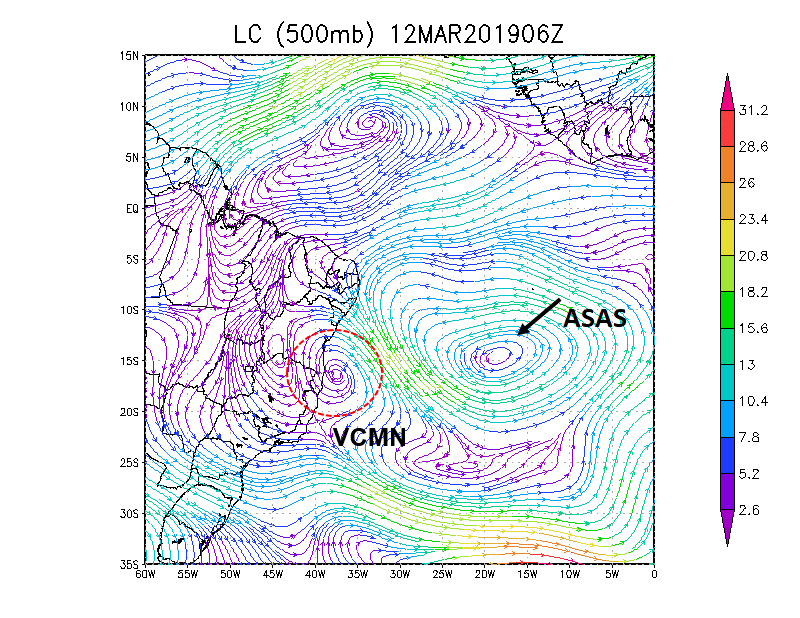 LC (500mb) 12MAR201906Z
15N
10N
5N
EQ
5S
10S
15S
20S
25S
30S
35S
60W 55W 50W 45W 40W 35W 30W 25W 20W 15W 10W 5W 0
ASAS
VCMN
31.2
28.6
26
23.4
20.8
18.2
15.6
13
10.4
7.8
5.2
2.6